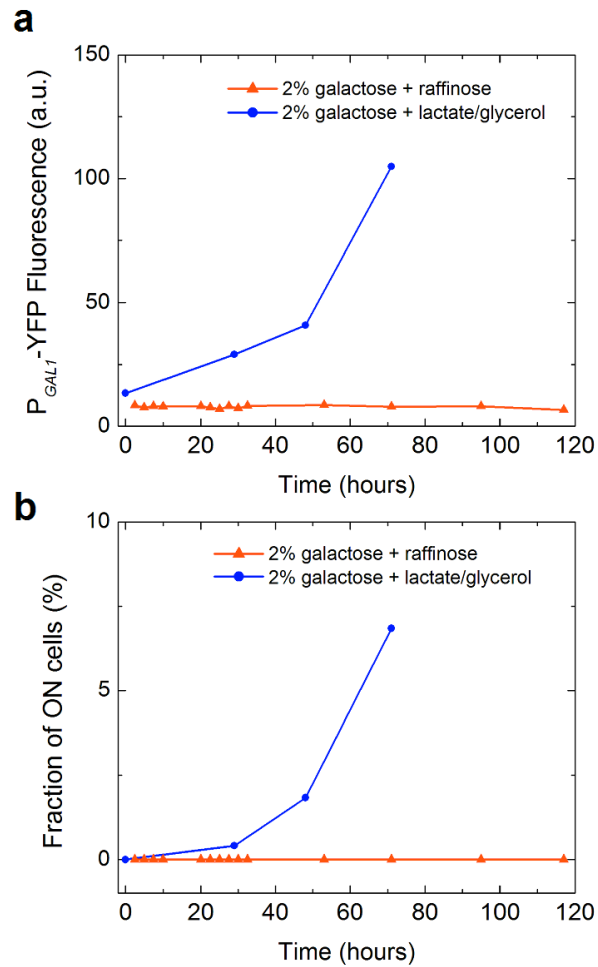 a
150
100
50
0
P GAL1-YFP Fluorescence (a.u.)
2% galactose + raffinose
2% galactose + lactate/glycerol
0 20 40 60 80 100 120
Time (hours)
b
10
5
0
Fraction of ON cells (%)
2% galactose + raffinose
2% galactose + lactate/glycerol
0 20 40 60 80 100 120
Time (hours)